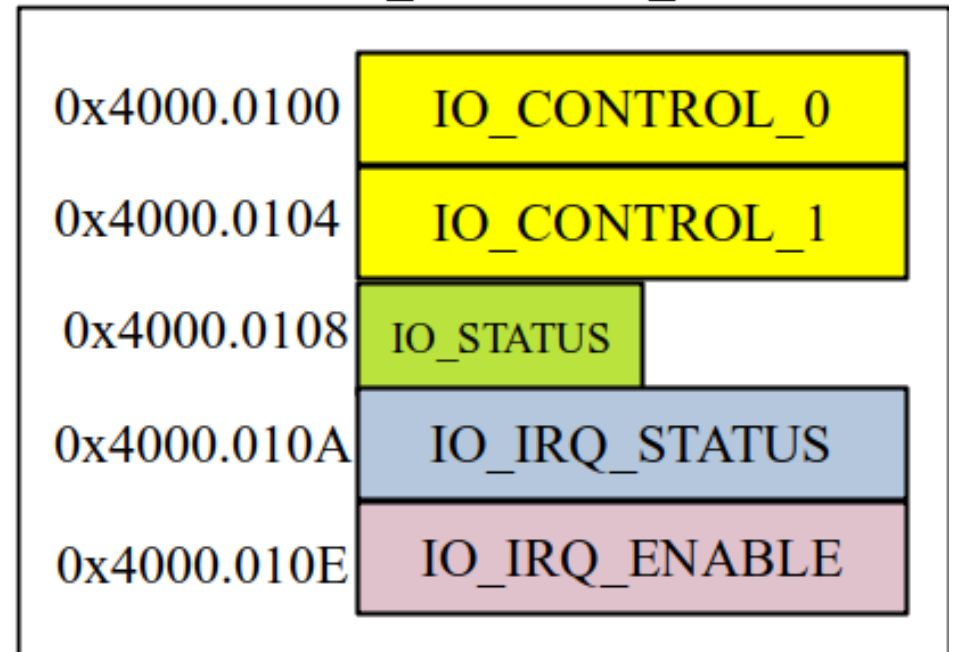 0x4000.0100 IO_CONTROL_0
0x4000.0104 IO_CONTROL_1
0x4000.0108 IO_STATUS
0x4000.010A IO_IRQ_STATUS
0x4000.010E IO_IRQ_ENABLE